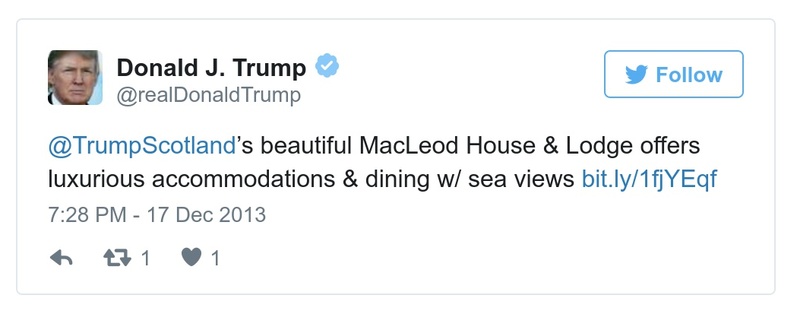 Donald J. Trump
@realDonaldTrump
Follow
@TrumpScotland’s beautiful MacLeod House & Lodge offers
luxurious accommodations & dining w/ sea views bit.ly/1fjYEqf
7:28 PM - 17 Dec 2013
1 1